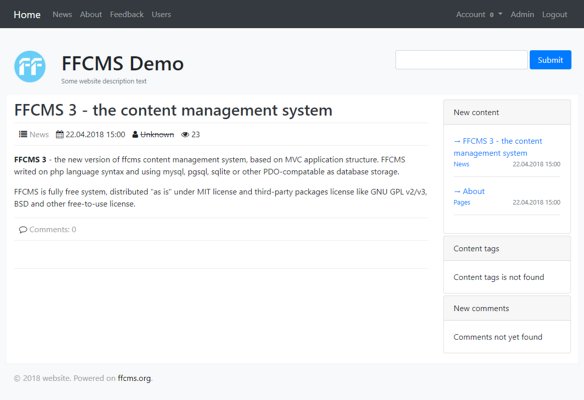 Home News About Feedback Users Account 0 Admin Logout
FF FFCMS Demo
Some website description text
Submit
FFCMS 3 - the content management system
News 22.04.2018 15:00 Unknown 23
FFCMS 3 - the new version of ffcms content management system, based on MVC application structure. FFCMS
writed on php language syntax and using mysql, pgsql, sqlite or other PDO-compatable as database storage.
FFCMS is fully free system, distributed "as is" under MIT license and third-party packages license like GNU GPL v2/v3,
BSD and other free-to-use license.
Comments: 0
New content
→ FFCMS 3 - the content
management system
News 22.04.2018 15:00
→ About
Pages 22.04.2018 15:00
Content tags
Content tags is not found
New comments
Comments not yet found
© 2018 website. Powered on ffcms.org.